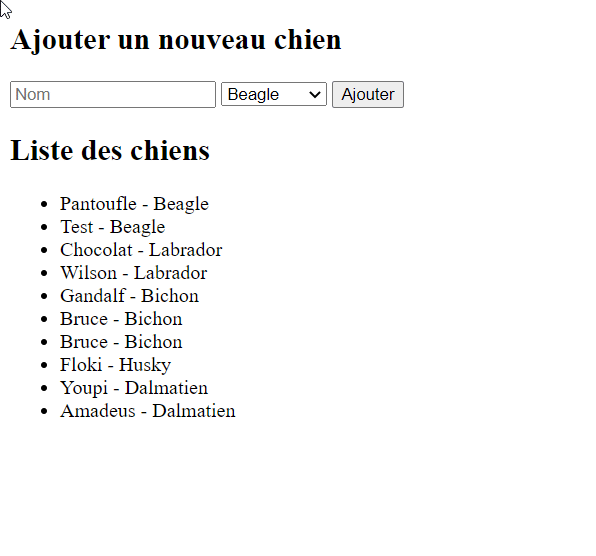 Ajouter un nouveau chien
Nom Beagle Ajouter
Liste des chiens
Pantoufle - Beagle
Test - Beagle
Chocolat - Labrador
Wilson - Labrador
Gandalf - Bichon
Bruce - Bichon
Bruce - Bichon
Floki - Husky
Youpi - Dalmatien
Amadeus - Dalmatien